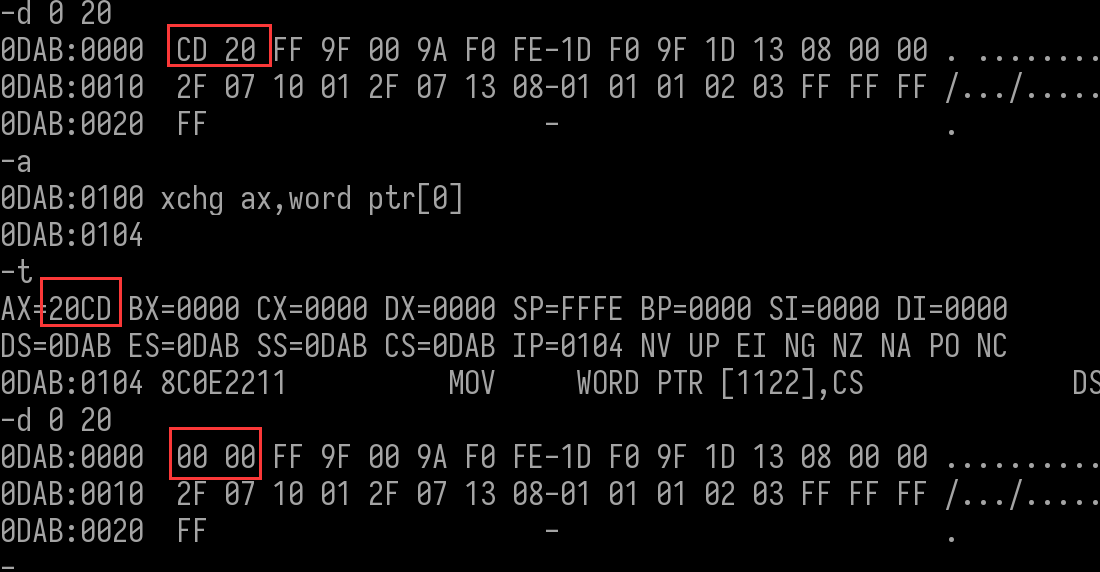 -d 0 20
0DAB:0000  CD 20 FF 9F 00 9A F0 FE-1D F0 9F 1D 13 08 00 00 . ........
0DAB:0010  2F 07 10 01 2F 07 13 08-01 01 01 02 03 FF FF FF /.../.....
0DAB:0020  FF                     -                        .
-a
0DAB:0100 xchg ax,word ptr[0]
0DAB:0104
-t
AX=20CD BX=0000 CX=0000 DX=0000 SP=FFFE BP=0000 SI=0000 DI=0000
DS=0DAB ES=0DAB SS=0DAB CS=0DAB IP=0104 NV UP EI NG NZ NA PO NC
0DAB:0104 8C0E2211          MOV     WORD PTR [1122],CS             DS
-d 0 20
0DAB:0000  00 00 FF 9F 00 9A F0 FE-1D F0 9F 1D 13 08 00 00 ..........
0DAB:0010  2F 07 10 01 2F 07 13 08-01 01 01 02 03 FF FF FF /.../.....
0DAB:0020  FF                     -                        .
-